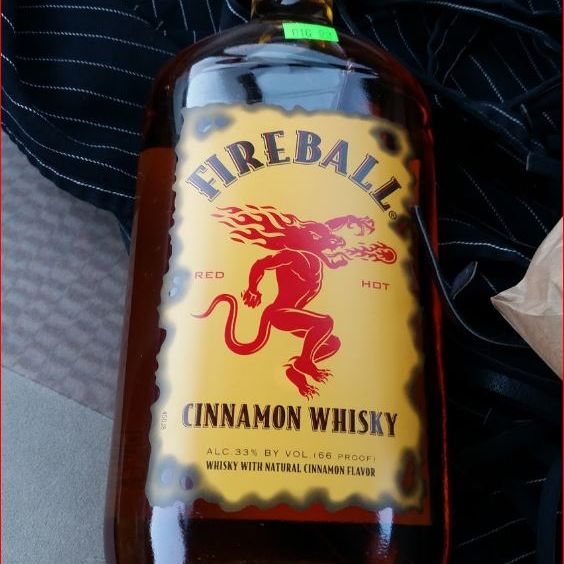 FIREBALL®
RED HOT
CINNAMON WHISKY
ALC.33% BY VOL.(66 PROOF)
WHISKY WITH NATURAL CINNAMON FLAVOR